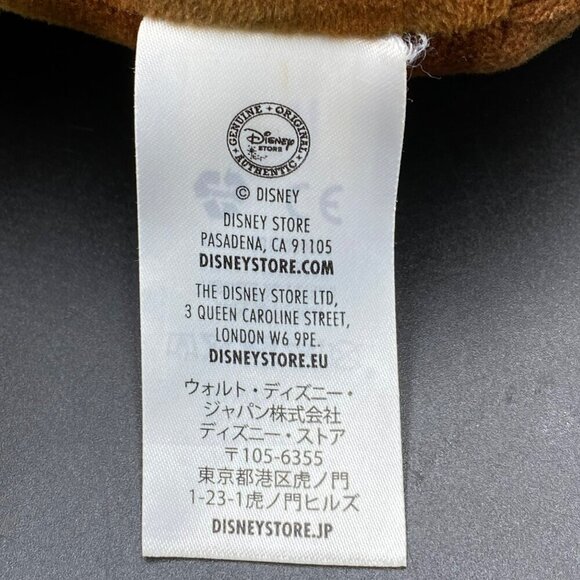 GENUINE • ORIGINAL • AUTHENTIC
Disney
STORE
© DISNEY
DISNEY STORE
PASADENA, CA 91105
DISNEYSTORE.COM
THE DISNEY STORE LTD,
3 QUEEN CAROLINE STREET,
LONDON W6 9PE.
DISNEYSTORE.EU
ウォルト・ディズニー・
ジャパン株式会社
ディズニー・ストア
〒105-6355
東京都港区虎ノ門
1-23-1虎ノ門ヒルズ
DISNEYSTORE.JP